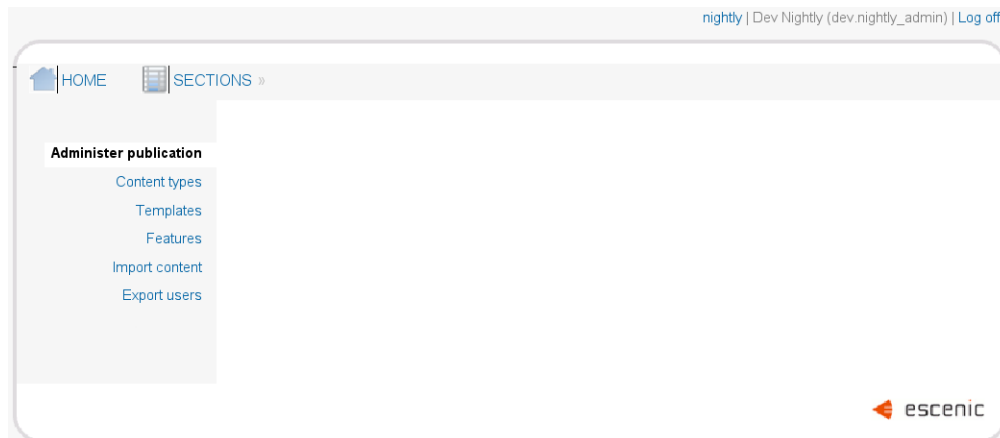 nightly | Dev Nightly (dev.nightly_admin) | Log off
HOME SECTIONS »
Administer publication
Content types
Templates
Features
Import content
Export users
escenic